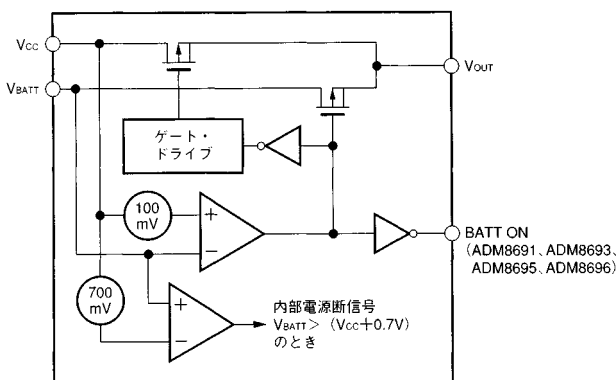 VCC
VBATT
VOUT
ゲート・
ドライブ
100
mV
+
−
BATT ON
(ADM8691、ADM8693、
ADM8695、ADM8696)
700
mV
+
−
内部電源断信号
VBATT> (VCC+0.7V)
のとき